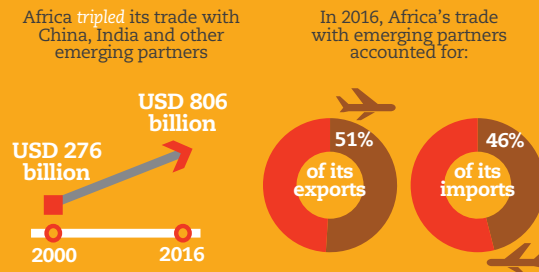 Africa tripled its trade with
China, India and other
emerging partners
USD 806
billion
USD 276
billion
2000
2016
In 2016, Africa's trade
with emerging partners
accounted for:
51%
of its
exports
46%
of its
imports